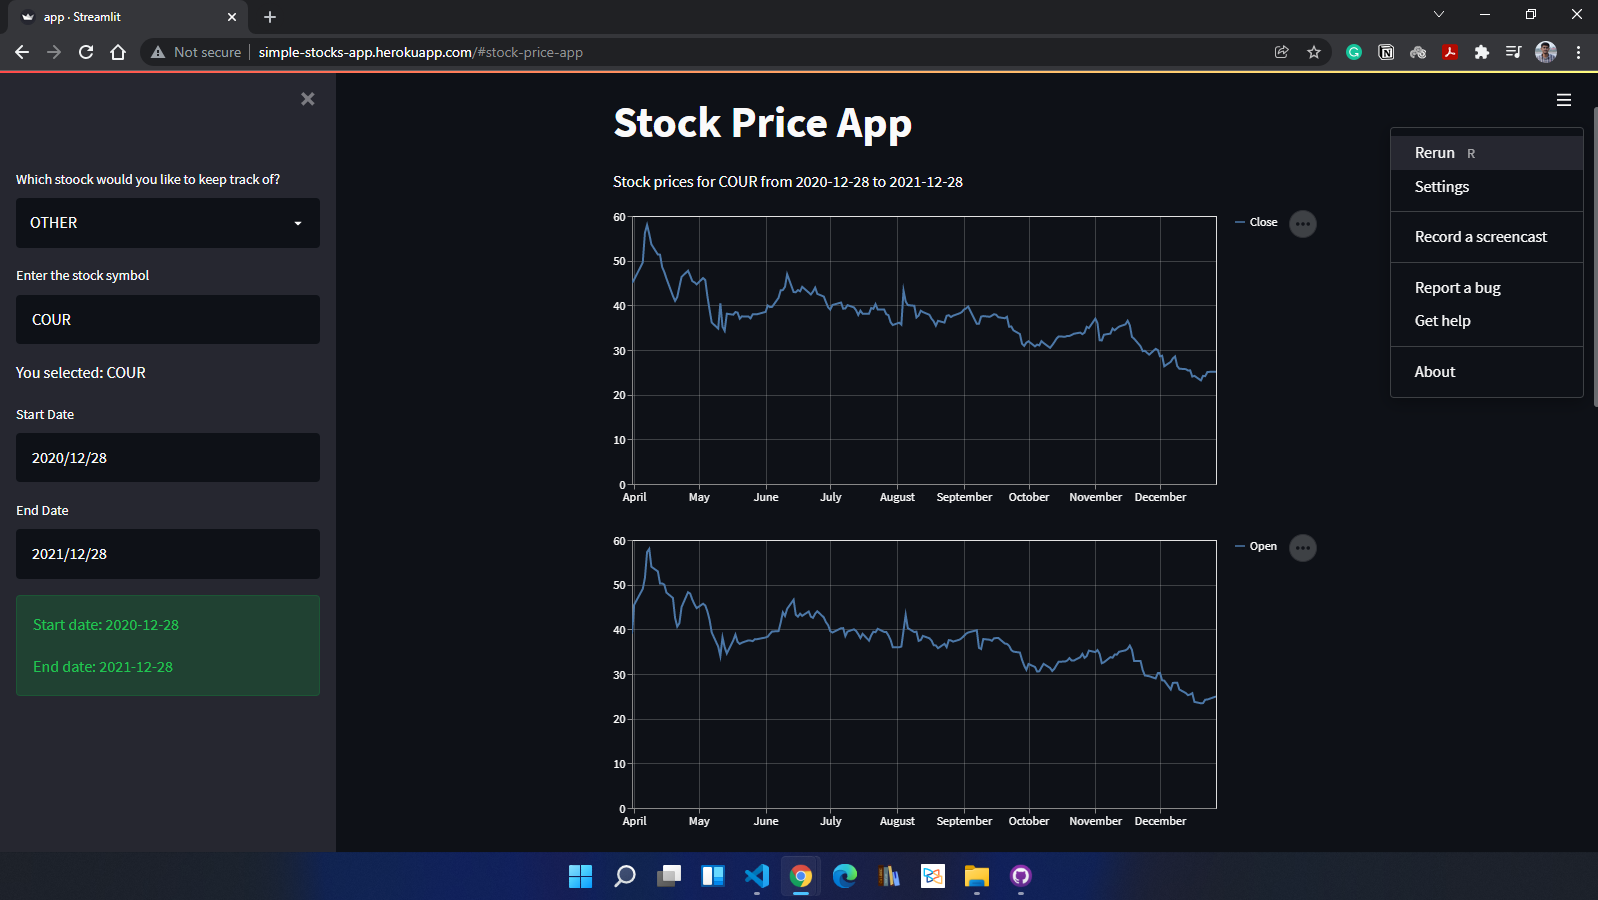 app · Streamlit
Not secure
simple-stocks-app.herokuapp.com/#stock-price-app
Which stoock would you like to keep track of?
OTHER
Enter the stock symbol
COUR
You selected: COUR
Start Date
2020/12/28
End Date
2021/12/28
Start date: 2020-12-28
End date: 2021-12-28
Stock Price App
Stock prices for COUR from 2020-12-28 to 2021-12-28
60
50
40
30
20
10
0
April May June July August September October November December
Close
60
50
40
30
20
10
0
April May June July August September October November December
Open
Rerun R
Settings
Record a screencast
Report a bug
Get help
About